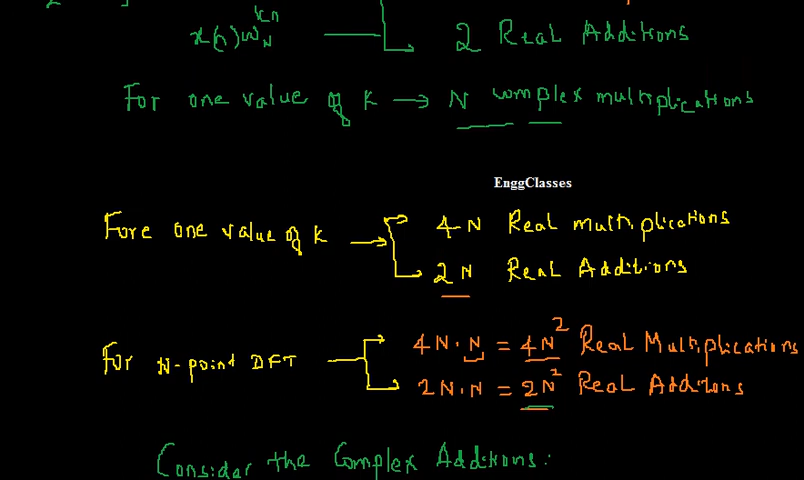 x(n)W_N^{kn} → 2 Real Additions
For one value of K → N complex multiplications
EnggClasses
Fore one value of K → 4N Real multiplications
2N Real Additions
For N-point DFT → 4N.N = 4N² Real Multiplications
2N.N = 2N² Real Additions
Consider the Complex Additions: